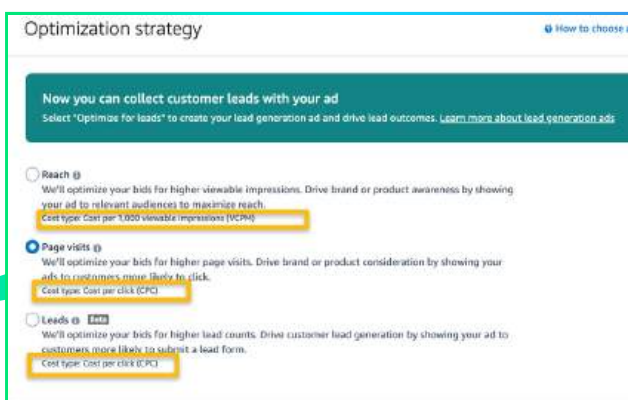 Optimization strategy
How to choose
Now you can collect customer leads with your ad
Select "Optimize for leads" to create your lead generation ad and drive lead outcomes. Learn more about lead generation ads
Reach
We'll optimize your bids for higher viewable impressions. Drive brand or product awareness by showing
your ad to relevant audiences to maximize reach.
Cost type: Cost per 1,000 viewable impressions (VCPM)
Page visits
We'll optimize your bids for higher page visits. Drive brand or product consideration by showing your
ads to customers more likely to click.
Cost type: Cost per click (CPC)
Leads Beta
We'll optimize your bids for higher lead counts. Drive customer lead generation by showing your ad to
customers more likely to submit a lead form.
Cost type: Cost per click (CPC)